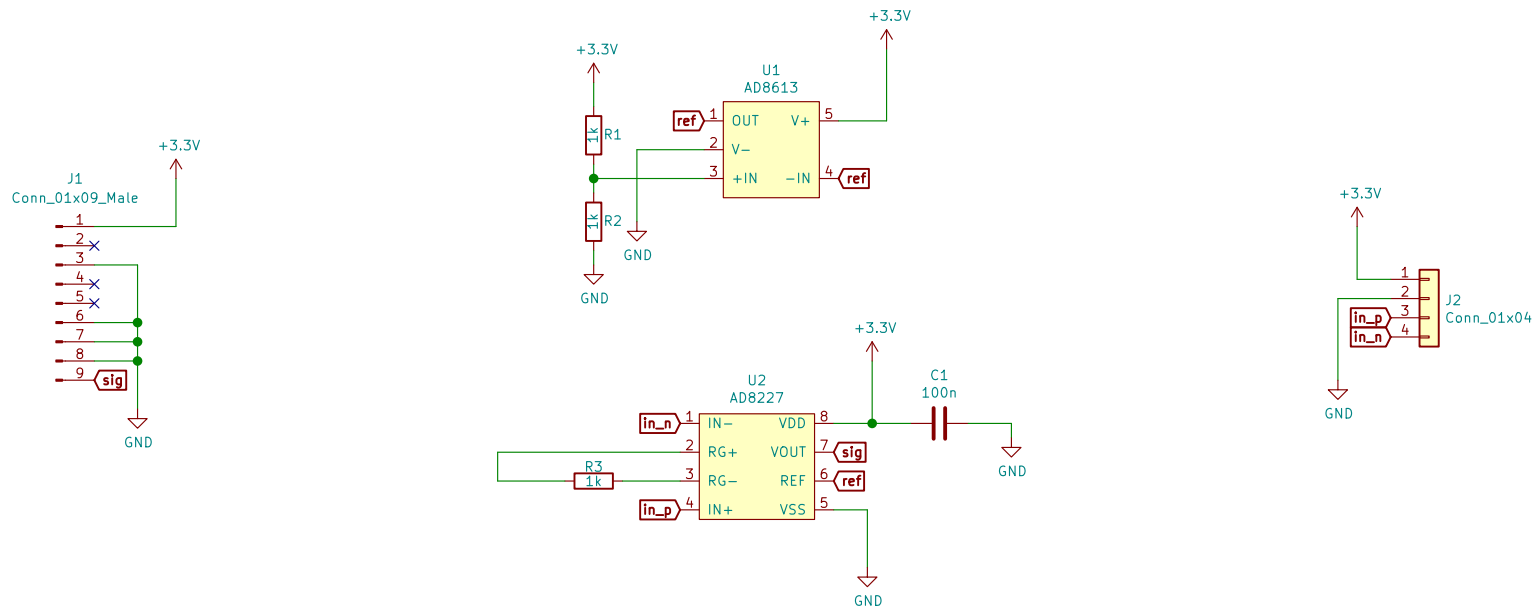 J1
Conn_01x09_Male
+3.3V
1
2
3
4
5
6
7
8
9
sig
GND
+3.3V
1k
R1
1k
R2
GND
GND
U1
AD8613
+3.3V
ref
1
OUT
V+
5
2
V-
3
+IN
-IN
4
ref
U2
AD8227
+3.3V
C1
100n
GND
in_n
1
IN-
VDD
8
2
RG+
VOUT
7
sig
R3
1k
3
RG-
REF
6
ref
in_p
4
IN+
VSS
5
GND
+3.3V
1
2
in_p
3
in_n
4
J2
Conn_01x04
GND